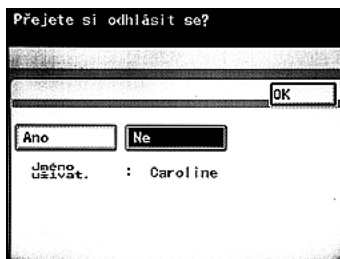 Přejete si odhlásit se?
OK
Ano
Ne
Jméno
uživat. : Caroline